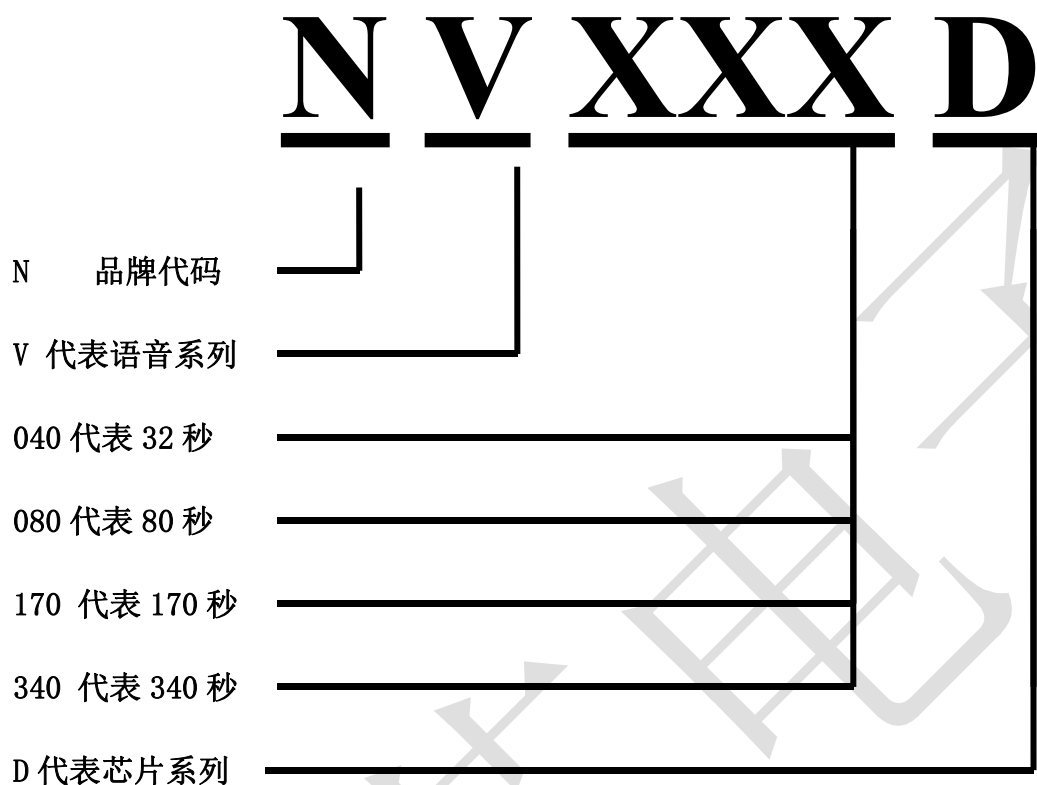 N V XXX D
N 品牌代码
V 代表语音系列
040 代表 32 秒
080 代表 80 秒
170 代表 170 秒
340 代表 340 秒
D 代表芯片系列